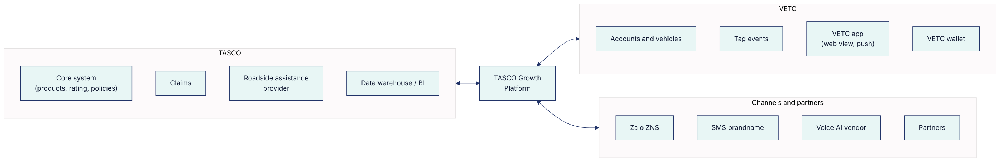 TASCO
Core system
(products, rating, policies)
Claims
Roadside assistance
provider
Data warehouse / BI
TASCO Growth
Platform
VETC
Accounts and vehicles
Tag events
VETC app
(web view, push)
VETC wallet
Channels and partners
Zalo ZNS
SMS brandname
Voice AI vendor
Partners